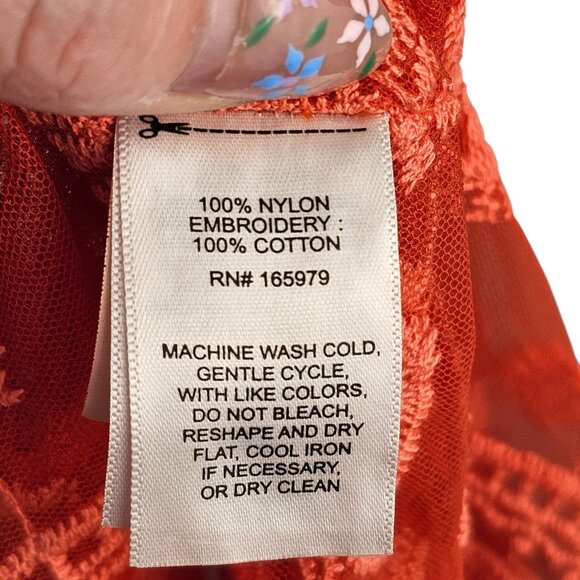 100% NYLON
EMBROIDERY :
100% COTTON
RN# 165979
MACHINE WASH COLD,
GENTLE CYCLE,
WITH LIKE COLORS,
DO NOT BLEACH,
RESHAPE AND DRY
FLAT, COOL IRON
IF NECESSARY,
OR DRY CLEAN